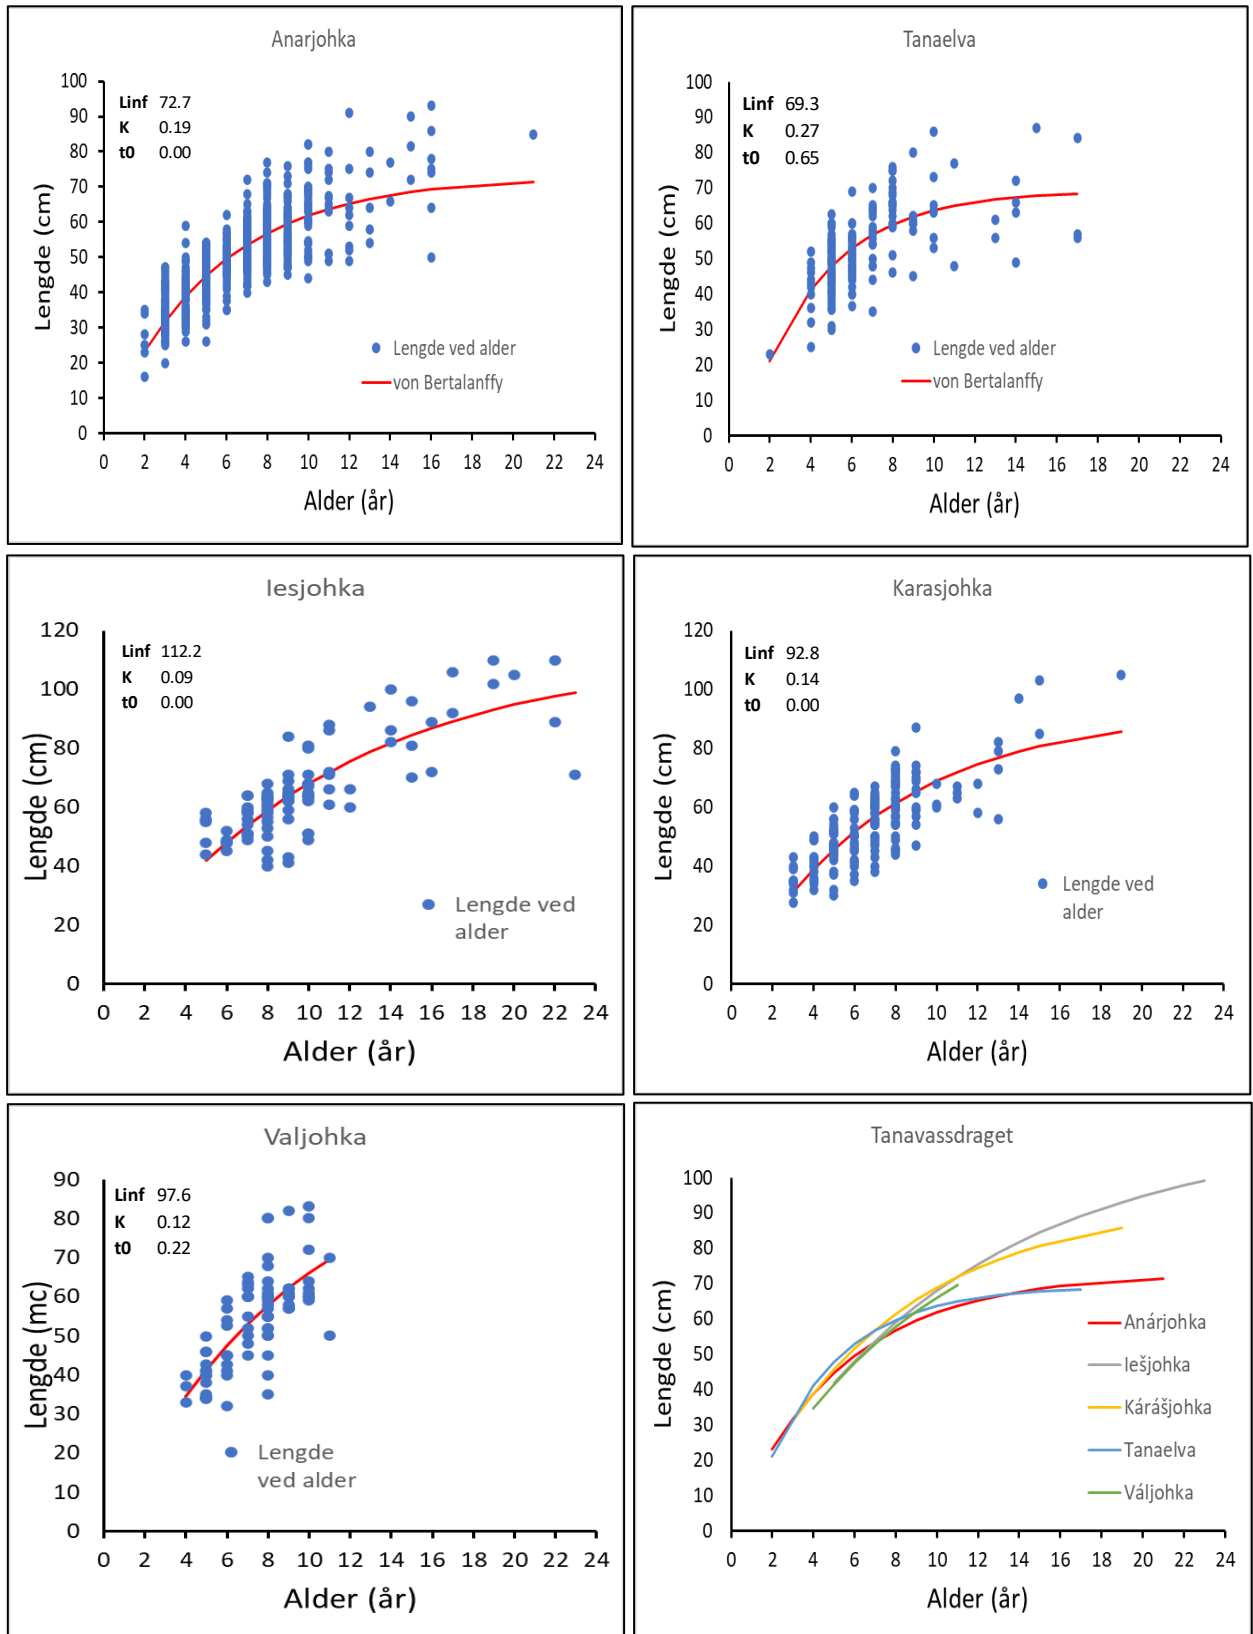 Anarjohka
Linf 72.7
K 0.19
t0 0.00
100
90
80
70
60
50
40
30
20
10
0
Lengde (cm)
Lengde ved alder
von Bertalanffy
0 2 4 6 8 10 12 14 16 18 20 22 24
Alder (år)
Tanaelva
Linf 69.3
K 0.27
t0 0.65
100
90
80
70
60
50
40
30
20
10
0
Lengde (cm)
Lengde ved alder
von Bertalanffy
0 2 4 6 8 10 12 14 16 18 20 22 24
Alder (år)
Iesjohka
Linf 112.2
K 0.09
t0 0.00
120
100
80
60
40
20
0
Lengde (cm)
Lengde ved
alder
0 2 4 6 8 10 12 14 16 18 20 22 24
Alder (år)
Karasjohka
Linf 92.8
K 0.14
t0 0.00
120
100
80
60
40
20
0
Lengde (cm)
Lengde ved
alder
0 2 4 6 8 10 12 14 16 18 20 22 24
Alder (år)
Valjohka
Linf 97.6
K 0.12
t0 0.22
90
80
70
60
50
40
30
20
10
0
Lengde (mc)
Lengde
ved alder
0 2 4 6 8 10 12 14 16 18 20 22 24
Alder (år)
Tanavassdraget
100
90
80
70
60
50
40
30
20
10
0
Lengde (cm)
Anárjohka
Iešjohka
Kárášjohka
Tanaelva
Váljohka
0 2 4 6 8 10 12 14 16 18 20 22 24
Alder (år)